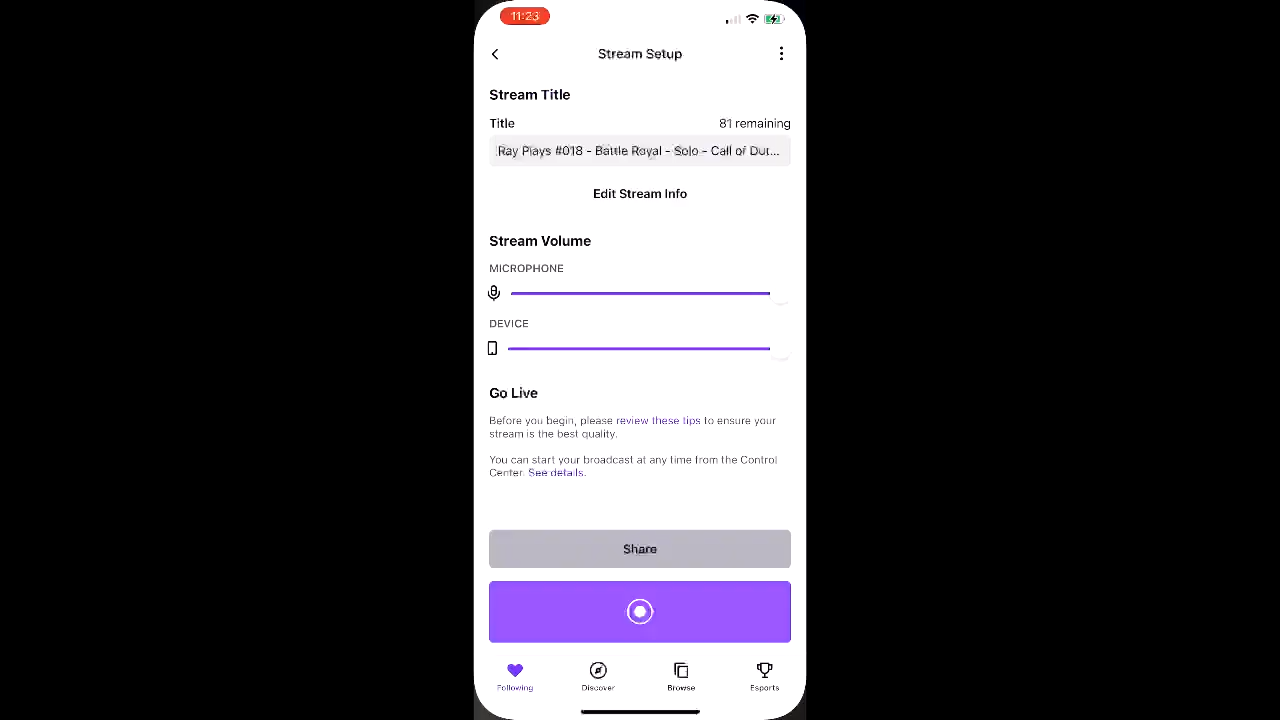 11:23
Stream Setup
Stream Title
Title 81 remaining
Ray Plays #018 - Battle Royal - Solo - Call of Dut...
Edit Stream Info
Stream Volume
MICROPHONE
DEVICE
Go Live
Before you begin, please review these tips to ensure your
stream is the best quality.
You can start your broadcast at any time from the Control
Center. See details.
Share
Following Discover Browse Esports